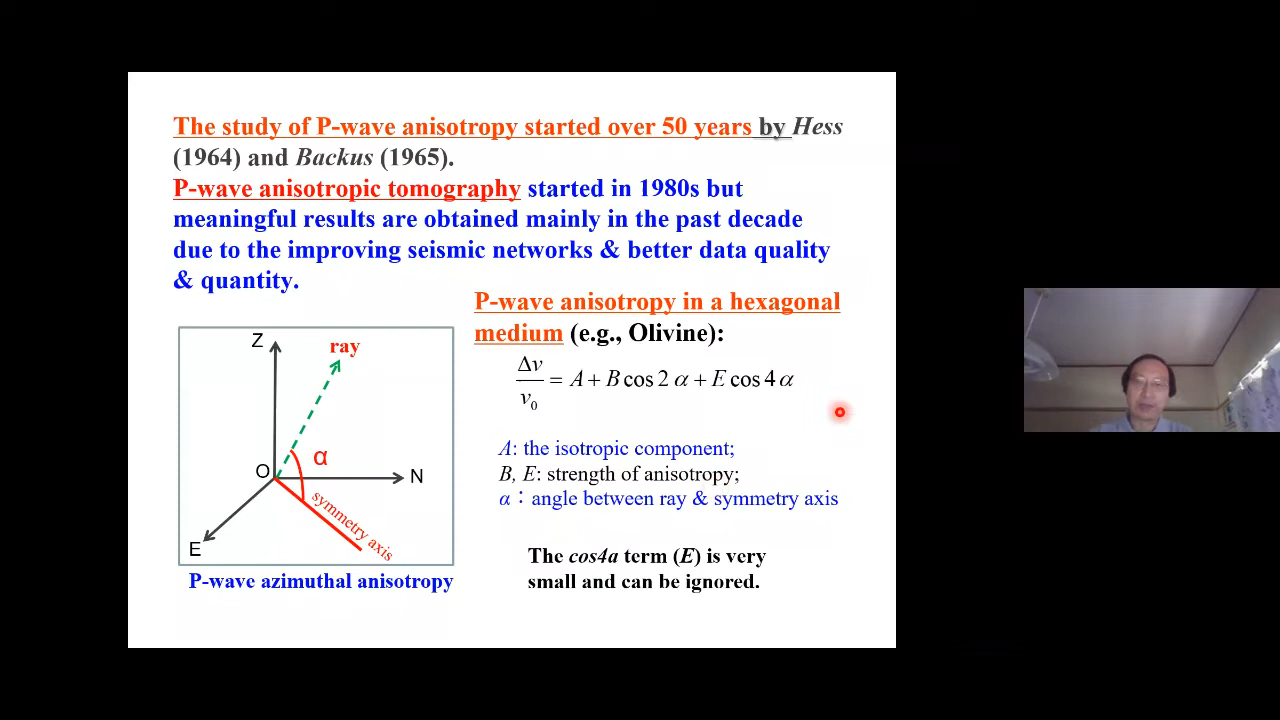 The study of P-wave anisotropy started over 50 years by Hess
(1964) and Backus (1965).
P-wave anisotropic tomography started in 1980s but
meaningful results are obtained mainly in the past decade
due to the improving seismic networks & better data quality
& quantity.
P-wave anisotropy in a hexagonal
medium (e.g., Olivine):
Δv/v₀ = A + B cos 2α + E cos 4α
A: the isotropic component;
B, E: strength of anisotropy;
α：angle between ray & symmetry axis
The cos4a term (E) is very
small and can be ignored.
Z
ray
α
O
N
symmetry axis
E
P-wave azimuthal anisotropy